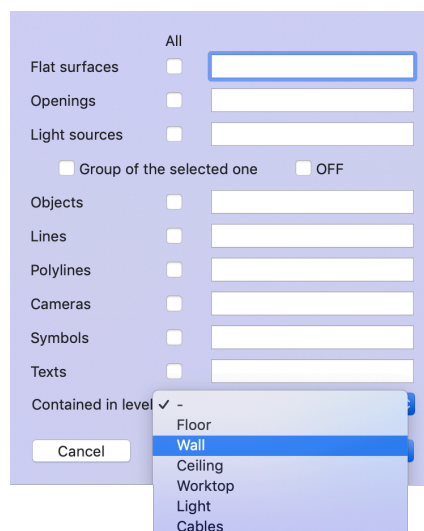 All
Flat surfaces
Openings
Light sources
Group of the selected one OFF
Objects
Lines
Polylines
Cameras
Symbols
Texts
Contained in level ✓ -
Floor
Cancel Wall
Ceiling
Worktop
Light
Cables